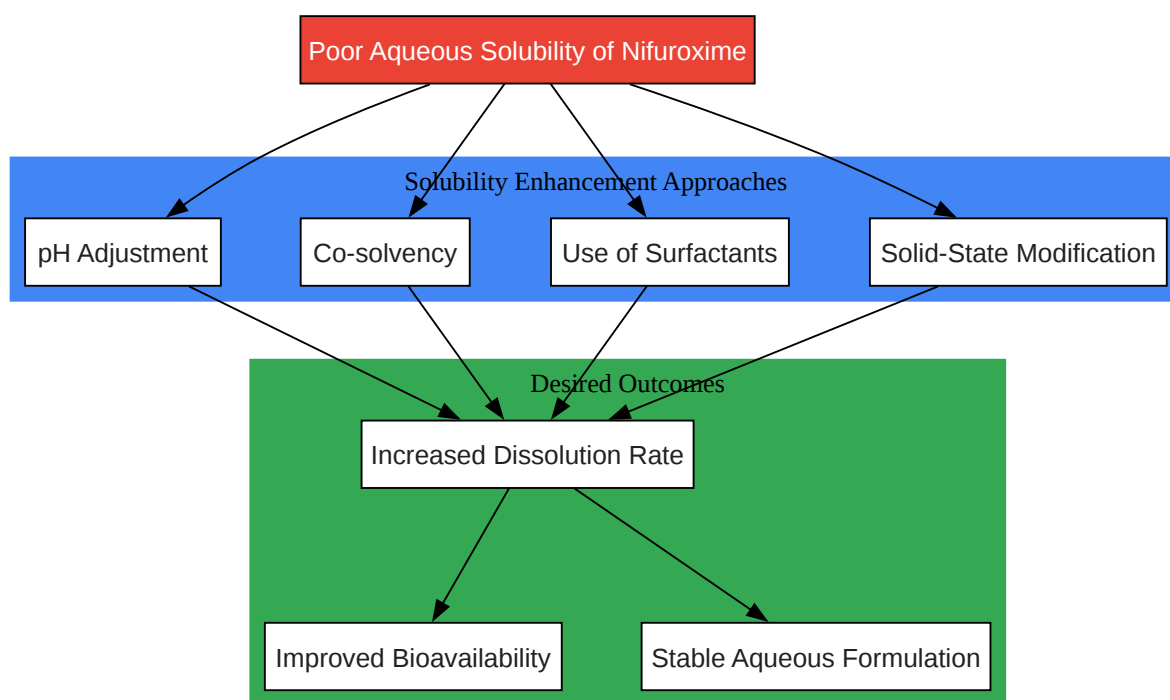 Poor Aqueous Solubility of Nifuroxime
Solubility Enhancement Approaches
pH Adjustment
Co-solvency
Use of Surfactants
Solid-State Modification
Desired Outcomes
Increased Dissolution Rate
Improved Bioavailability
Stable Aqueous Formulation